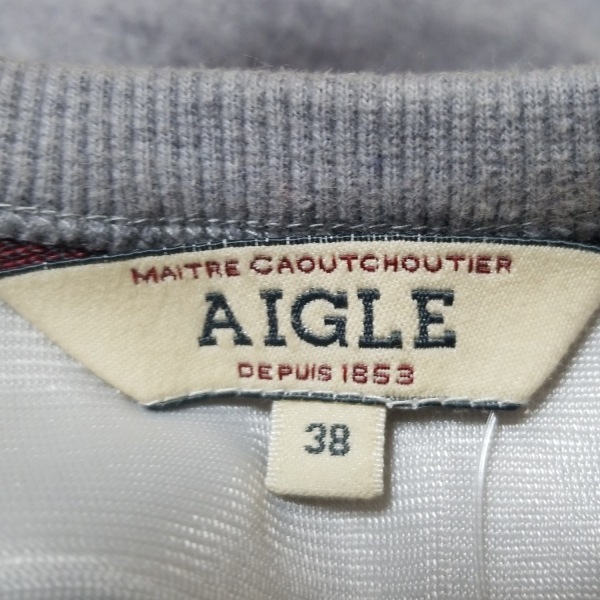 MAITRE CAOUTCHOUTIER
AIGLE
DEPUIS 1853
38